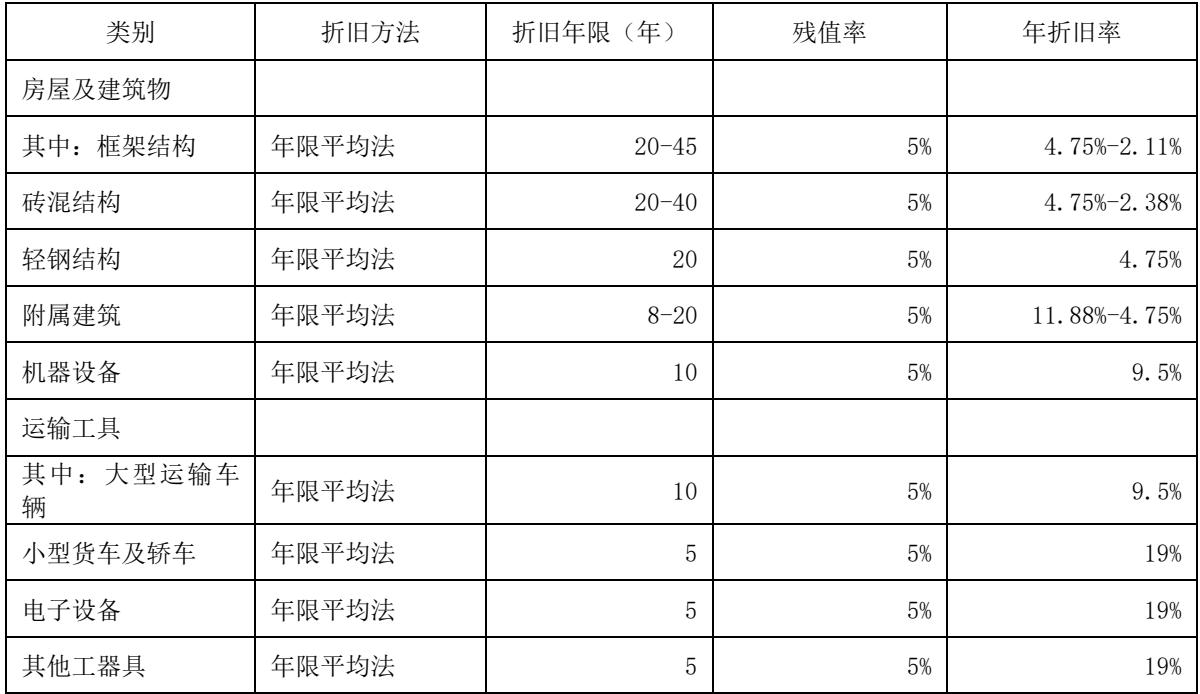 类别 折旧方法 折旧年限（年） 残值率 年折旧率
房屋及建筑物
其中：框架结构 年限平均法 20-45 5% 4.75%-2.11%
砖混结构 年限平均法 20-40 5% 4.75%-2.38%
轻钢结构 年限平均法 20 5% 4.75%
附属建筑 年限平均法 8-20 5% 11.88%-4.75%
机器设备 年限平均法 10 5% 9.5%
运输工具
其中：大型运输车
辆 年限平均法 10 5% 9.5%
小型货车及轿车 年限平均法 5 5% 19%
电子设备 年限平均法 5 5% 19%
其他工器具 年限平均法 5 5% 19%